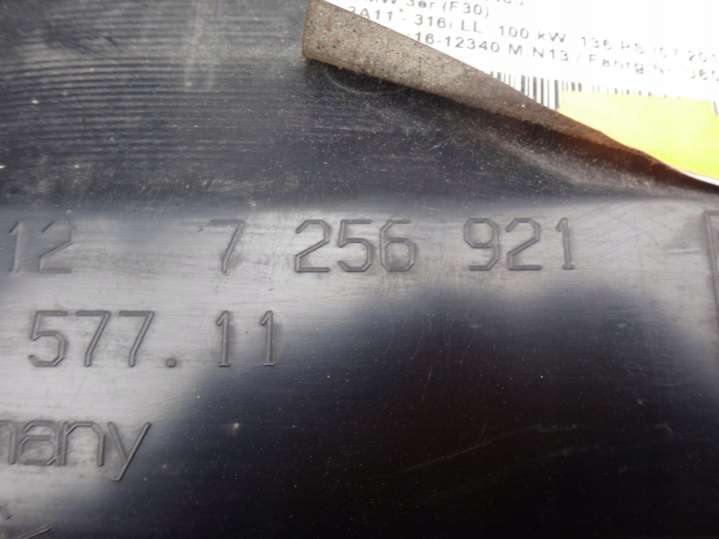 3er (F30)
316i LL 100 kW 136 PS
16-12340 M N13 /
12 7 256 921
577.11
many